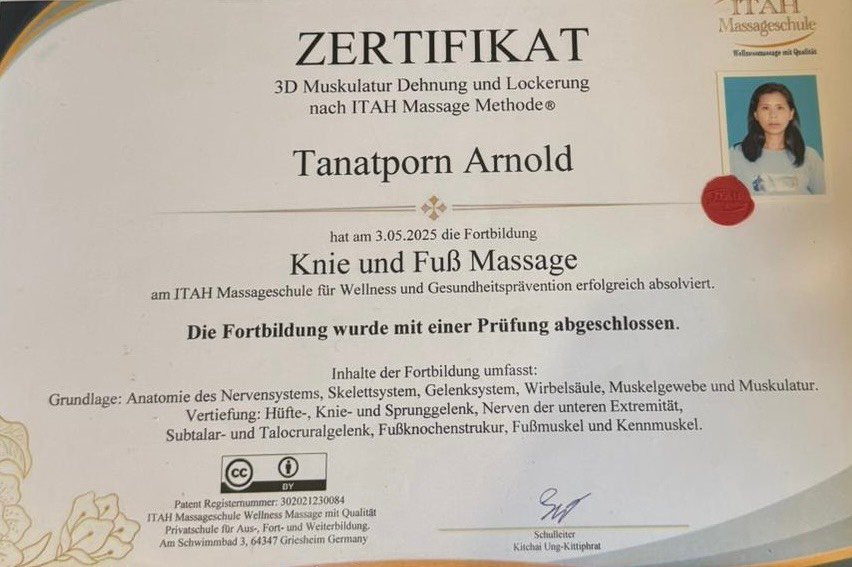 ITAH
Massageschule
Wellnessmassage mit Qualität
ZERTIFIKAT
3D Muskulatur Dehnung und Lockerung
nach ITAH Massage Methode®
Tanatporn Arnold
hat am 3.05.2025 die Fortbildung
Knie und Fuß Massage
am ITAH Massageschule für Wellness und Gesundheitsprävention erfolgreich absolviert.
Die Fortbildung wurde mit einer Prüfung abgeschlossen.
Inhalte der Fortbildung umfasst:
Grundlage: Anatomie des Nervensystems, Skelettsystem, Gelenksystem, Wirbelsäule, Muskelgewebe und Muskulatur.
Vertiefung: Hüfte-, Knie- und Sprunggelenk, Nerven der unteren Extremität,
Subtalar- und Talocruralgelenk, Fußknochenstrukur, Fußmuskel und Kennmuskel.
cc
BY
Patent Registernummer: 302021230084
ITAH Massageschule Wellness Massage mit Qualität
Privatschule für Aus-, Fort- und Weiterbildung.
Am Schwimmbad 3, 64347 Griesheim Germany
Schulleiter
Kitchai Ung-Kittiphrat